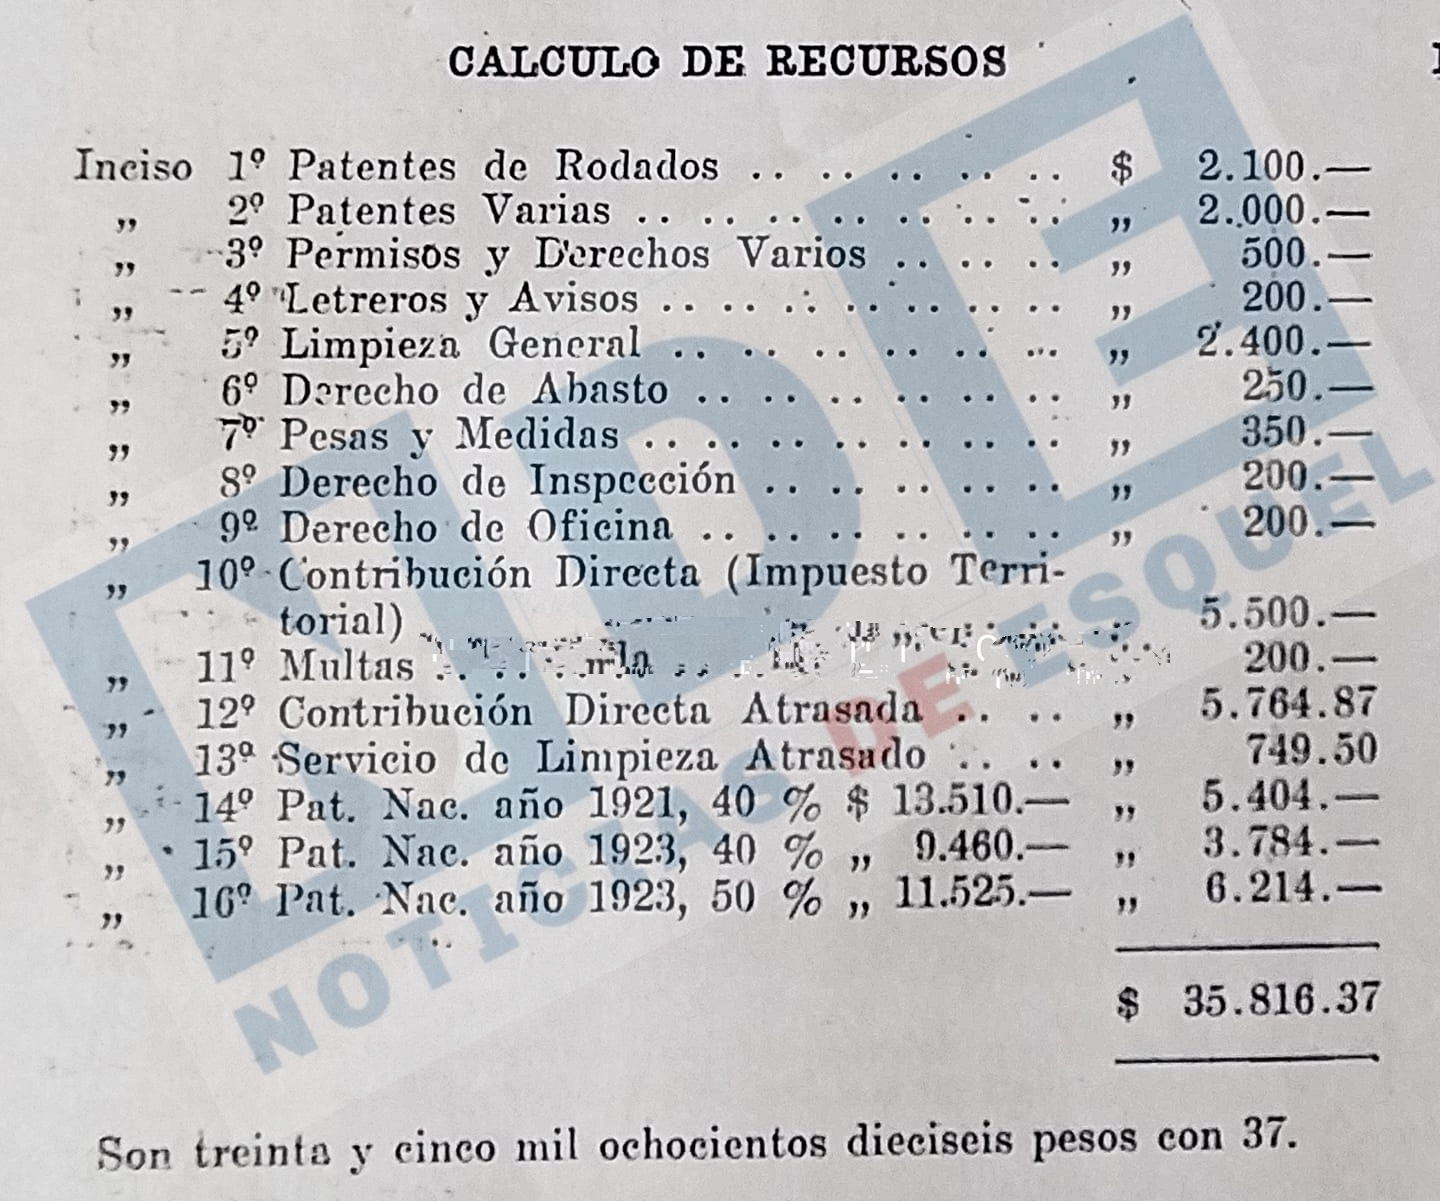 CALCULO DE RECURSOS
Inciso 1º Patentes de Rodados .. .. .. .. .. $ 2.100.—
„ 2º Patentes Varias .. .. .. .. .. .. .. „ 2.000.—
„ 3º Permisos y Derechos Varios .. .. .. „ 500.—
„ 4º Letreros y Avisos .. .. .. .. .. .. „ 200.—
„ 5º Limpieza General .. .. .. .. .. .. „ 2.400.—
„ 6º Derecho de Abasto .. .. .. .. .. .. „ 250.—
„ 7º Pesas y Medidas .. .. .. .. .. .. .. „ 350.—
„ 8º Derecho de Inspección .. .. .. .. .. „ 200.—
„ 9º Derecho de Oficina .. .. .. .. .. .. „ 200.—
„ 10º Contribución Directa (Impuesto Terri-
torial) 5.500.—
„ 11º Multas 200.—
„ 12º Contribución Directa Atrasada .. .. „ 5.764.87
„ 13º Servicio de Limpieza Atrasado .. .. „ 749.50
„ 14º Pat. Nac. año 1921, 40 % $ 13.510.— „ 5.404.—
„ 15º Pat. Nac. año 1923, 40 % „ 9.460.— „ 3.784.—
„ 16º Pat. Nac. año 1923, 50 % „ 11.525.— „ 6.214.—
$ 35.816.37
Son treinta y cinco mil ochocientos dieciseis pesos con 37.
NDE
NOTICIAS DE ESQUEL